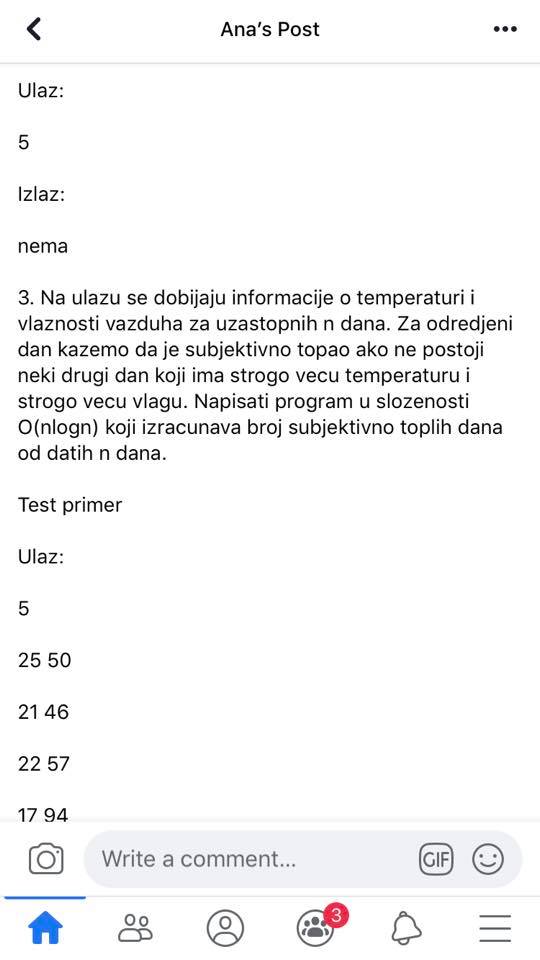 Ana’s Post
Ulaz:
5
Izlaz:
nema
3. Na ulazu se dobijaju informacije o temperaturi i
vlaznosti vazduha za uzastopnih n dana. Za odredjeni
dan kazemo da je subjektivno topao ako ne postoji
neki drugi dan koji ima strogo vecu temperaturu i
strogo vecu vlagu. Napisati program u slozenosti
O(nlogn) koji izracunava broj subjektivno toplih dana
od datih n dana.
Test primer
Ulaz:
5
25 50
21 46
22 57
17 94
Write a comment...
GIF
3